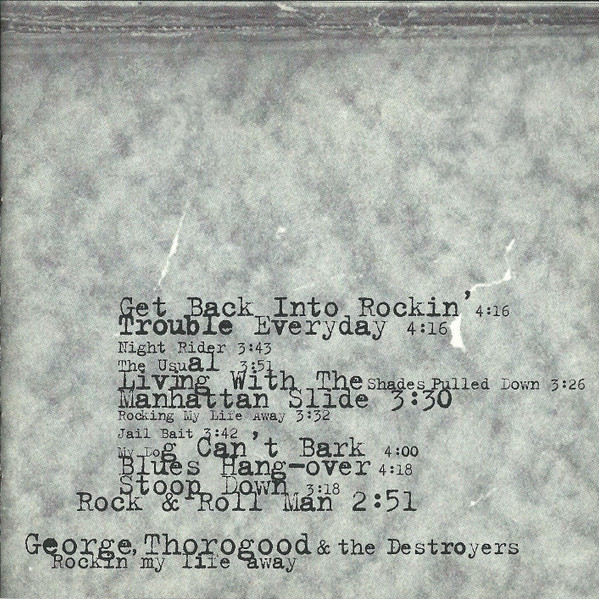 Get Back Into Rockin' 4:16
Trouble Everyday 4:16
Night Rider 3:43
The Usual 3:51
Living With The Shades Pulled Down 3:26
Manhattan Slide 3:30
Rocking My Life Away 3:32
Jail Bait 3:42
My Dog Can't Bark 4:00
Blues Hang-over 4:18
Stoop Down 3:18
Rock & Roll Man 2:51
George, Thorogood & the Destroyers
Rockin my life away